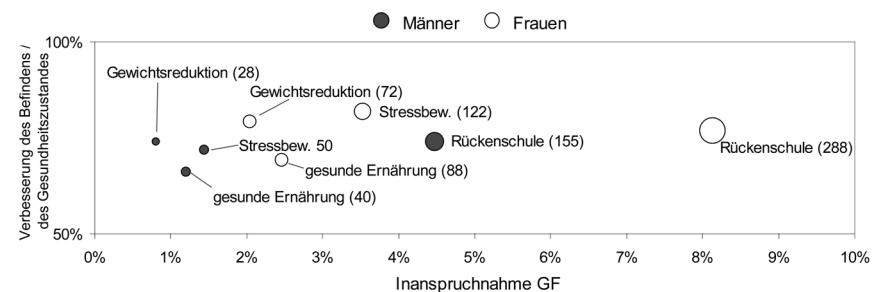 Männer Frauen
Verbesserung des Befindens /
des Gesundheitszustandes
100%
50%
Gewichtsreduktion (28)
Gewichtsreduktion (72)
Stressbew. (122)
Stressbew. 50
Rückenschule (155)
Rückenschule (288)
gesunde Ernährung (88)
gesunde Ernährung (40)
0% 1% 2% 3% 4% 5% 6% 7% 8% 9% 10%
Inanspruchnahme GF